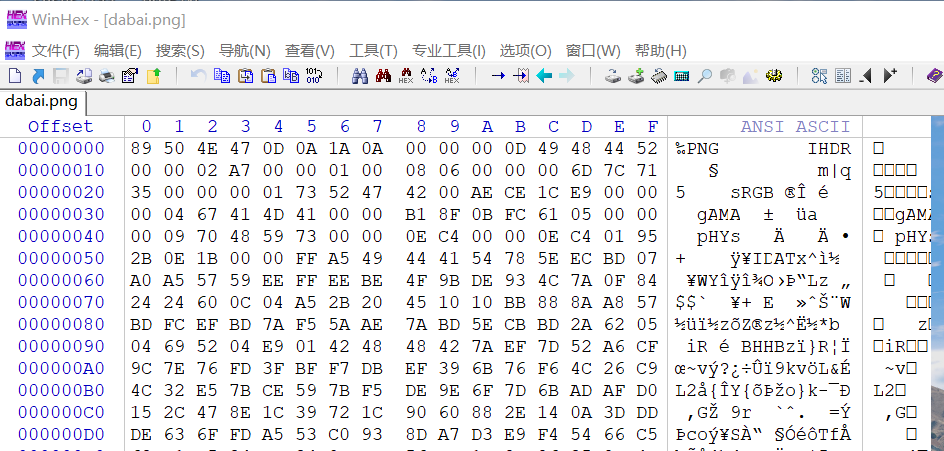 WinHex - [dabai.png]
文件(F) 编辑(E) 搜索(S) 导航(N) 查看(V) 工具(T) 专业工具(I) 选项(O) 窗口(W) 帮助(H)
dabai.png
Offset 0 1 2 3 4 5 6 7 8 9 A B C D E F ANSI ASCII
00000000 89 50 4E 47 0D 0A 1A 0A 00 00 00 0D 49 48 44 52 ‰PNG IHDR
00000010 00 00 02 A7 00 00 01 00 08 06 00 00 00 6D 7C 71 § m|q
00000020 35 00 00 00 01 73 52 47 42 00 AE CE 1C E9 00 00 5 sRGB ®Î é
00000030 00 04 67 41 4D 41 00 00 B1 8F 0B FC 61 05 00 00 gAMA ± üa
00000040 00 09 70 48 59 73 00 00 0E C4 00 00 0E C4 01 95 pHYs Ä Ä •
00000050 2B 0E 1B 00 00 FF A5 49 44 41 54 78 5E EC BD 07 + ÿ¥IDATx^ì½
00000060 A0 A5 57 59 EE FF EE BE 4F 9B DE 93 4C 7A 0F 84 ¥WYîÿî¾O›Þ“Lz „
00000070 24 24 60 0C 04 A5 2B 20 45 10 10 BB 88 8A A8 57 $$` ¥+ E »ˆŠ¨W
00000080 BD FC EF BD 7A F5 5A AE 7A BD 5E CB BD 2A 62 05 ½üï½zõZ®z½^Ë½*b
00000090 04 69 52 04 E9 01 42 48 48 42 7A EF 7D 52 A6 CF iR é BHHBzï}R¦Ï
000000A0 9C 7E 76 FD 3F BF F7 DB EF 39 6B 76 F6 4C 26 C9 œ~vý?¿÷Ûï9kvöL&É
000000B0 4C 32 E5 7B CE 59 7B F5 DE 9E 6F 7D 6B AD AF D0 L2å{ÎY{õÞžo}k­¯Ð
000000C0 15 2C 47 8E 1C 39 72 1C 90 60 88 2E 14 0A 3D DD ,GŽ 9r `ˆ. =Ý
000000D0 DE 63 6F FD A5 53 C0 93 8D A7 D3 E9 F4 54 66 C5 Þcoý¥SÀ“ §ÓéôTfÅ